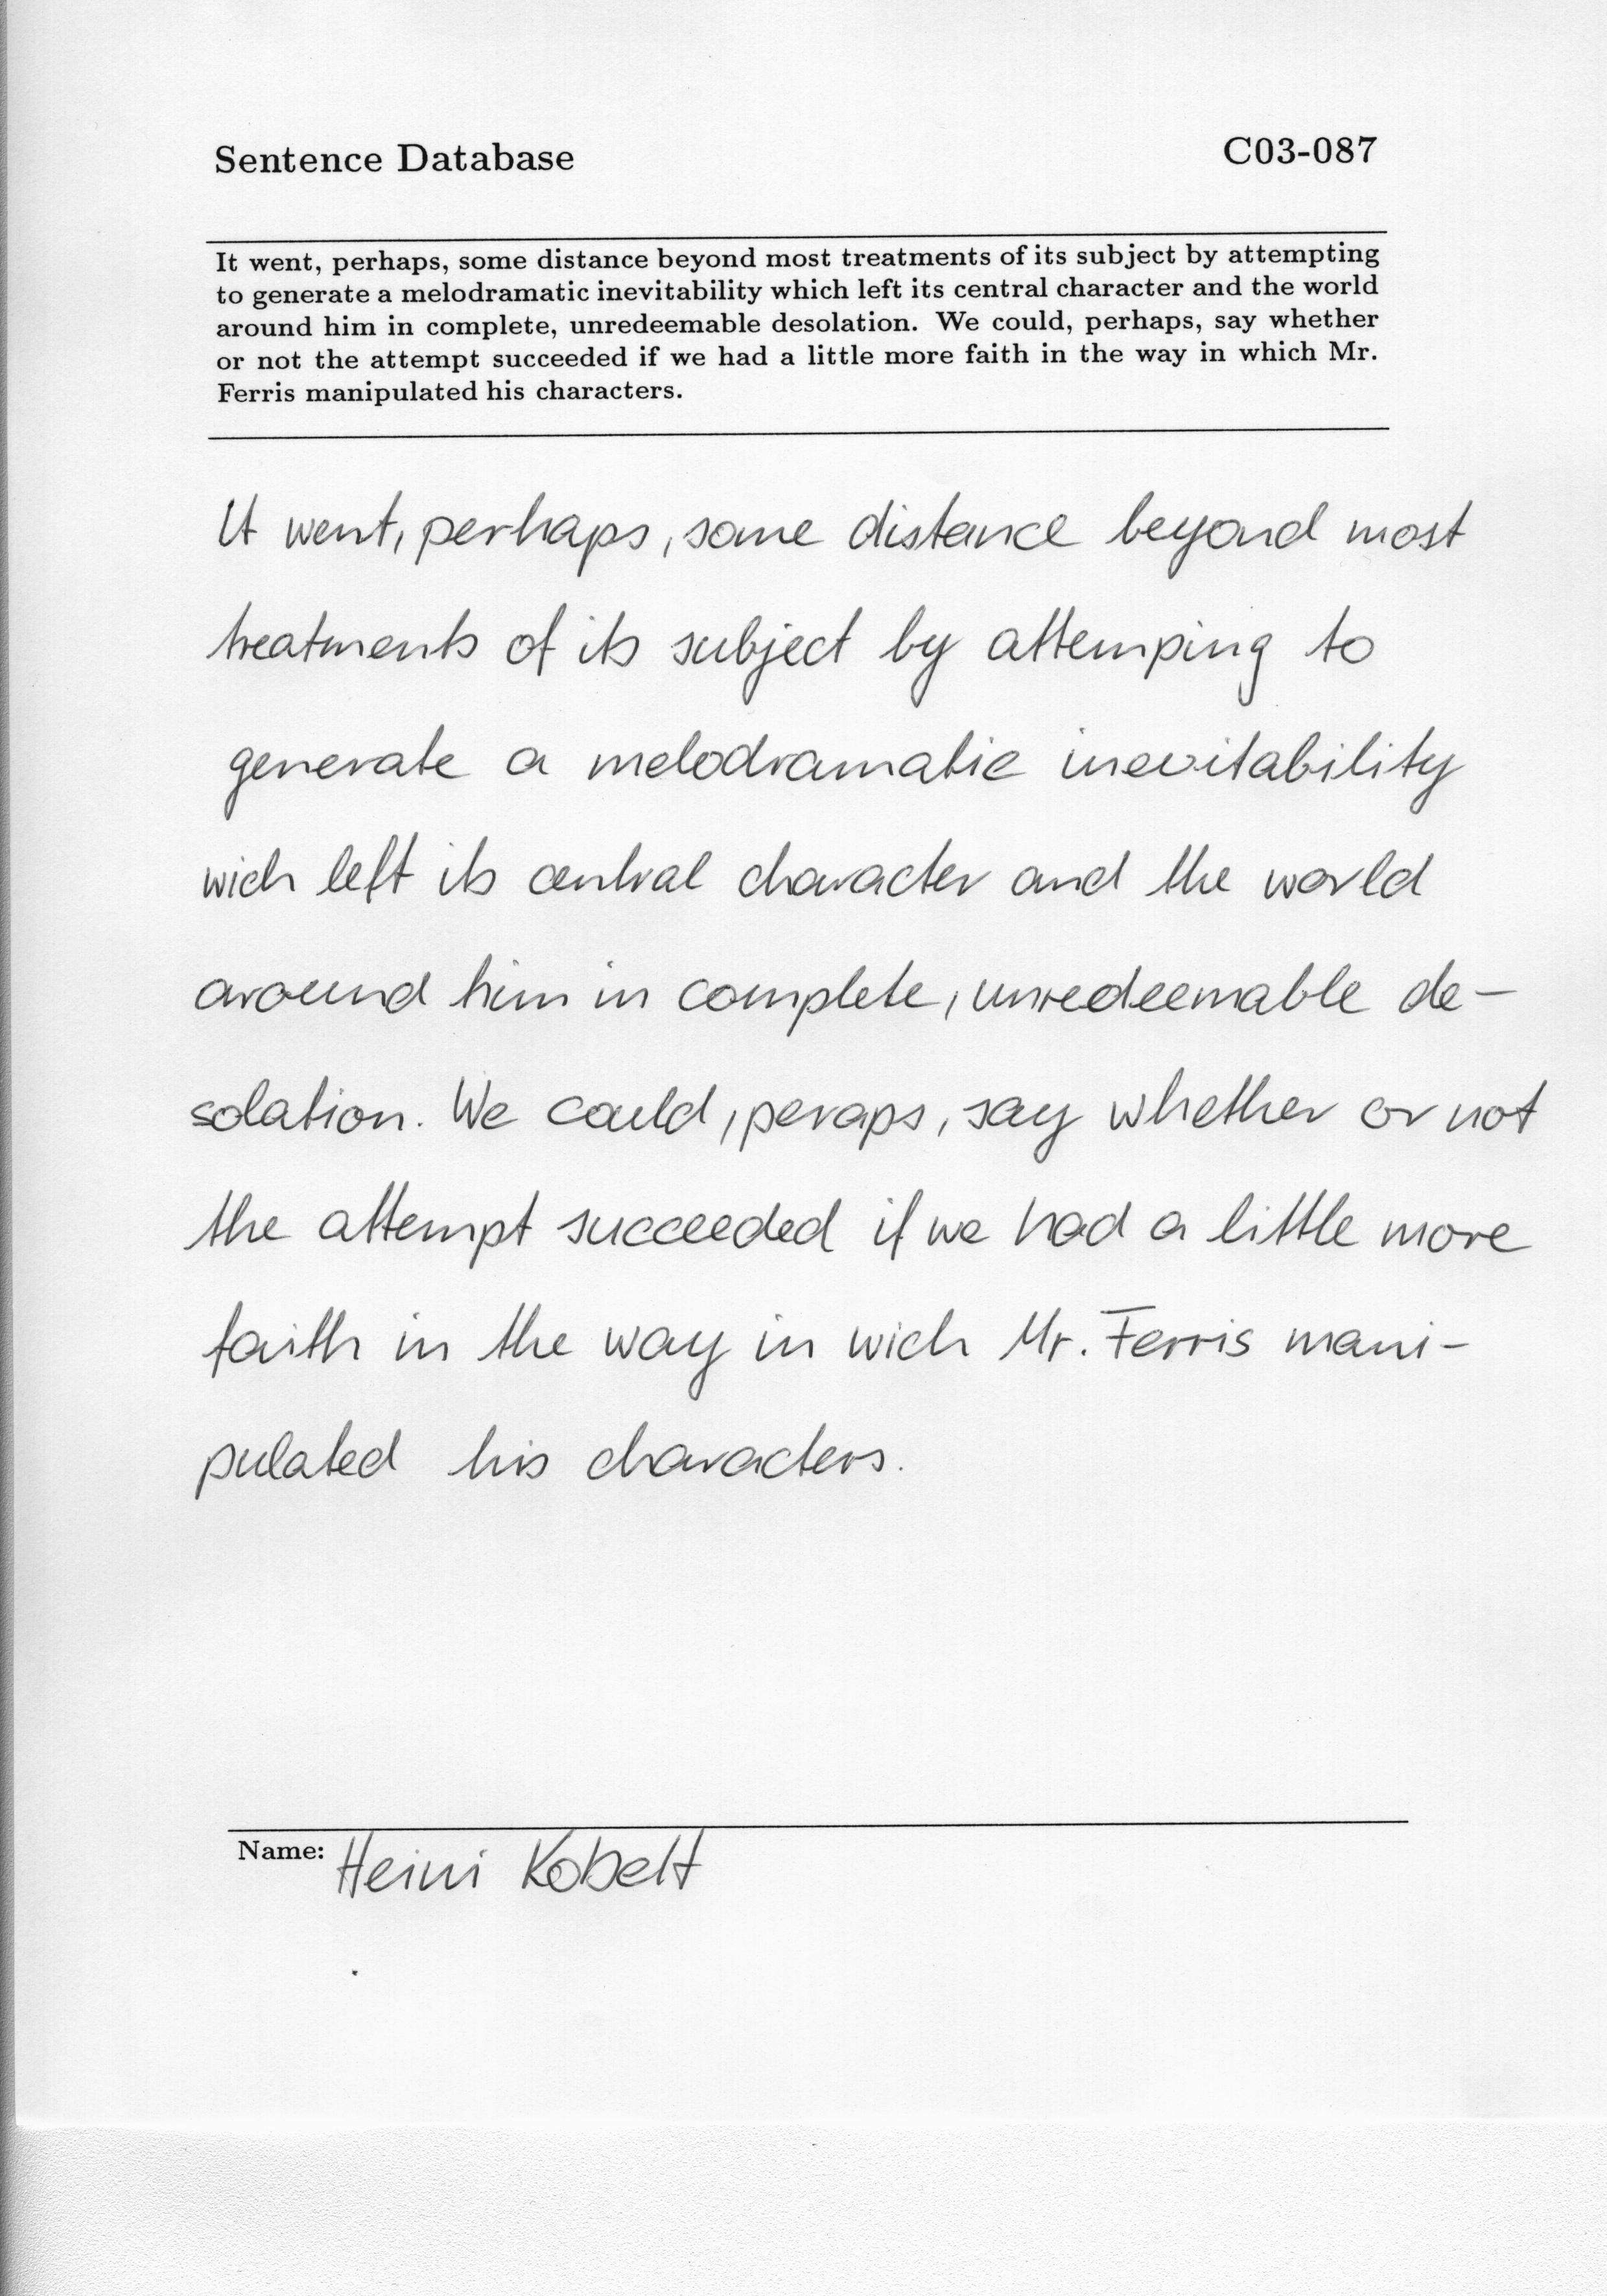 Sentence Database
C03-087
It went, perhaps, some distance beyond most treatments of its subject by attempting
to generate a melodramatic inevitability which left its central character and the world
around him in complete, unredeemable desolation. We could, perhaps, say whether
or not the attempt succeeded if we had a little more faith in the way in which Mr.
Ferris manipulated his characters.
It went, perhaps, some distance beyond most
treatments of its subject by attemping to
generate a melodramatic inevitability
wich left its central character and the world
around him in complete, unredeemable de-
solation. We could, peraps, say whether or not
the attempt succeeded if we had a little more
faith in the way in wich Mr. Ferris mani-
pulated his characters.
Name: Heini Kobelt